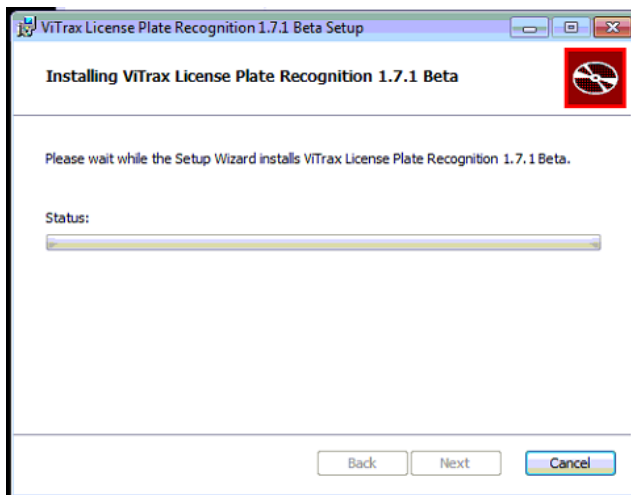 ViTrax License Plate Recognition 1.7.1 Beta Setup
Installing ViTrax License Plate Recognition 1.7.1 Beta
Please wait while the Setup Wizard installs ViTrax License Plate Recognition 1.7.1 Beta.
Status:
Back Next Cancel